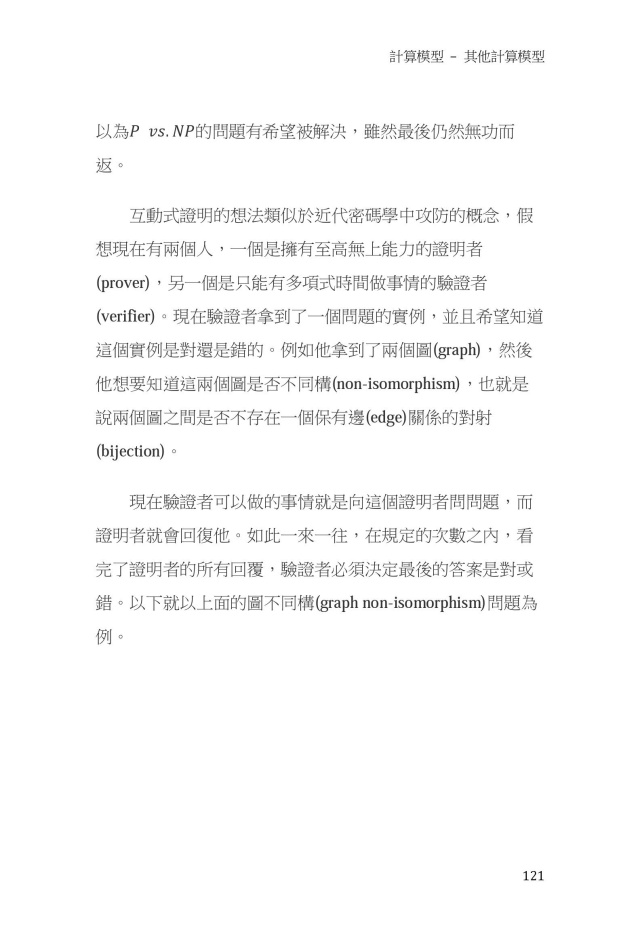 計算模型 – 其他計算模型
以為P vs. NP的問題有希望被解決，雖然最後仍然無功而
返。
互動式證明的想法類似於近代密碼學中攻防的概念，假
想現在有兩個人，一個是擁有至高無上能力的證明者
(prover)，另一個是只能有多項式時間做事情的驗證者
(verifier)。現在驗證者拿到了一個問題的實例，並且希望知道
這個實例是對還是錯的。例如他拿到了兩個圖(graph)，然後
他想要知道這兩個圖是否不同構(non-isomorphism)，也就是
說兩個圖之間是否不存在一個保有邊(edge)關係的對射
(bijection)。
現在驗證者可以做的事情就是向這個證明者問問題，而
證明者就會回復他。如此一來一往，在規定的次數之內，看
完了證明者的所有回覆，驗證者必須決定最後的答案是對或
錯。以下就以上面的圖不同構(graph non-isomorphism)問題為
例。
121